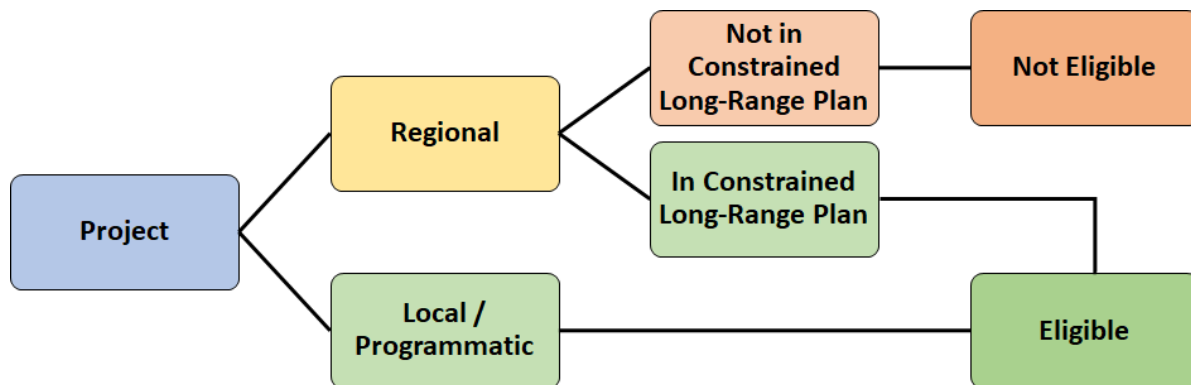 Project
Regional
Local /
Programmatic
Not in
Constrained
Long-Range Plan
In Constrained
Long-Range Plan
Not Eligible
Eligible